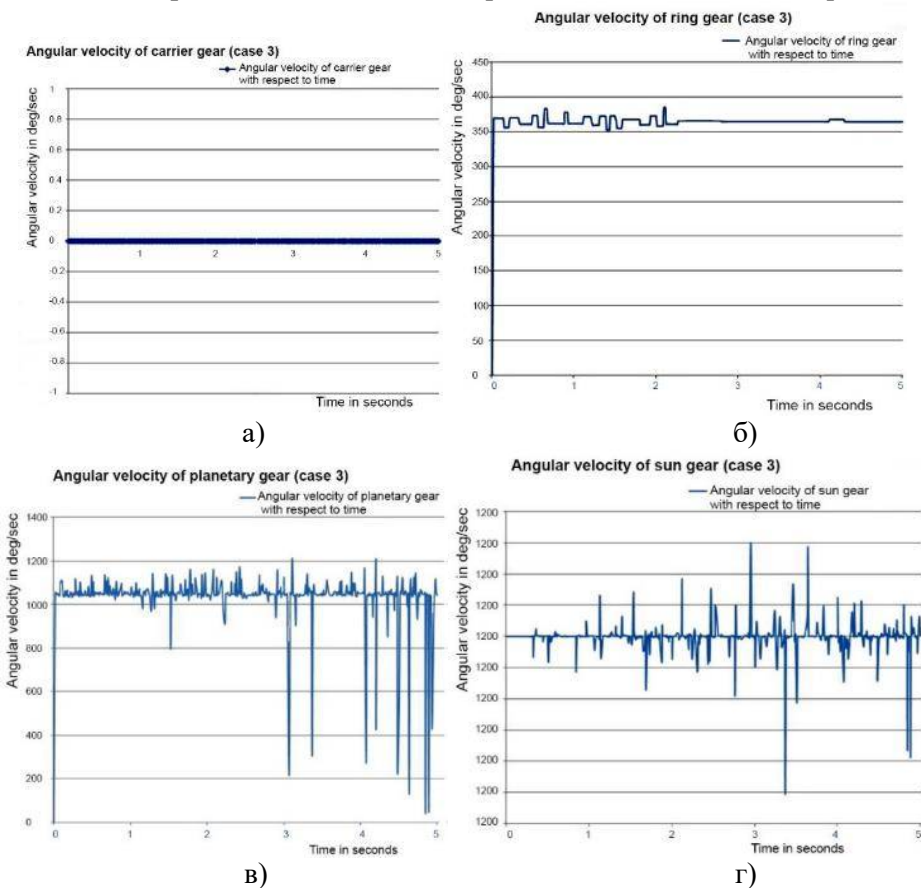 Angular velocity of carrier gear (case 3)
Angular velocity of carrier gear
with respect to time
Angular velocity in deg/sec
1
0.8
0.6
0.4
0.2
0
-0.2
-0.4
-0.6
-0.8
-1
1
2
3
4
5
Time in seconds
а)
Angular velocity of ring gear (case 3)
Angular velocity of ring gear
with respect to time
Angular velocity in deg/sec
450
400
350
300
250
200
150
100
50
0
0
1
2
3
4
5
Time in seconds
б)
Angular velocity of planetary gear (case 3)
Angular velocity of planetary gear
with respect to time
Angular velocity in deg/sec
1400
1200
1000
800
600
400
200
0
0
1
2
3
4
5
Time in seconds
в)
Angular velocity of sun gear (case 3)
Angular velocity of sun gear
with respect to time
Angular velocity in deg/sec
1200
1200
1200
1200
1200
1200
1200
1200
1200
1200
1200
0
1
2
3
4
5
Time in seconds
г)